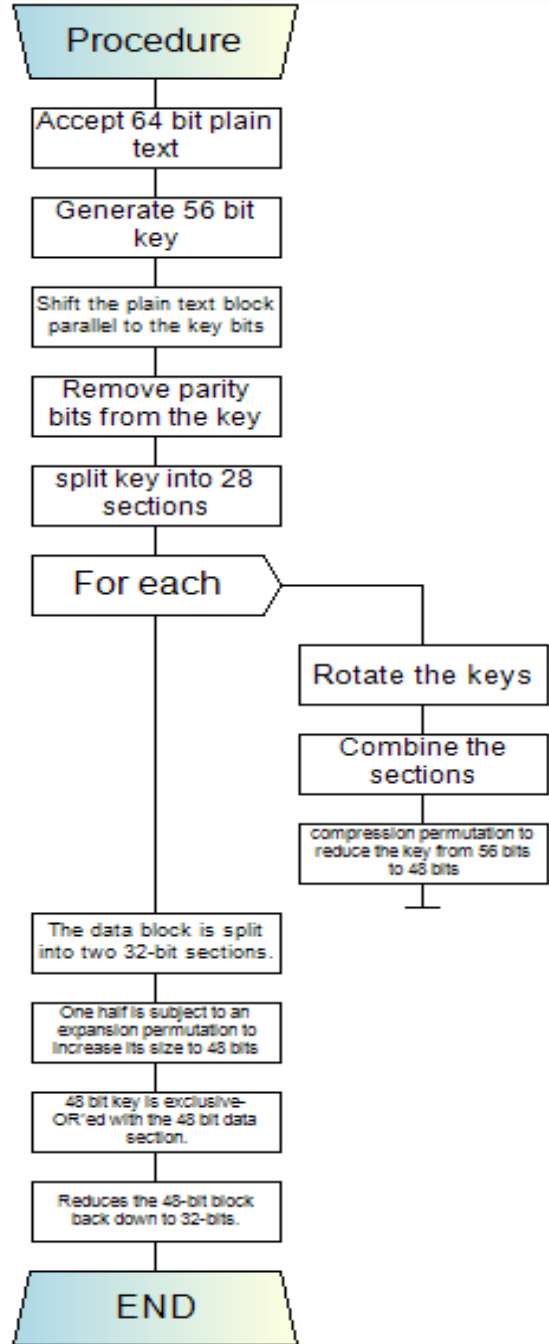 Procedure
Accept 64 bit plain
text
Generate 56 bit
key
Shift the plain text block
parallel to the key bits
Remove parity
bits from the key
split key into 28
sections
For each
Rotate the keys
Combine the
sections
compression permutation to
reduce the key from 56 bits
to 48 bits
The data block is split
into two 32-bit sections.
One half is subject to an
expansion permutation to
increase its size to 48 bits
48 bit key is exclusive-
OR'ed with the 48 bit data
section.
Reduces the 48-bit block
back down to 32-bits.
END